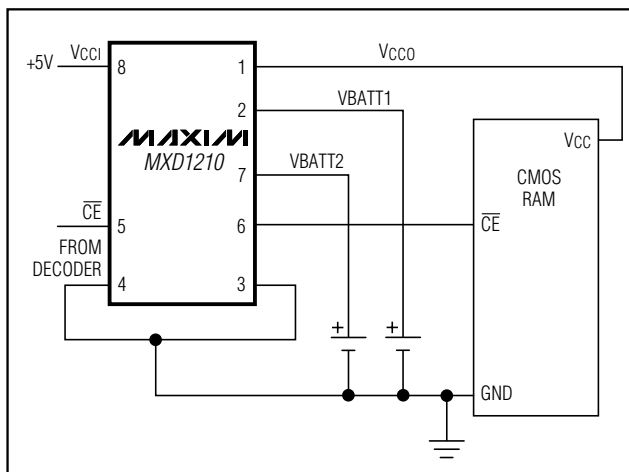 +5V VCCI 8 1 VCCO
2 VBATT1
MAXIM
MXD1210
VBATT2
7
VCC
CMOS
RAM
CE 5 6 CE
FROM
DECODER
4 3
+ +
GND